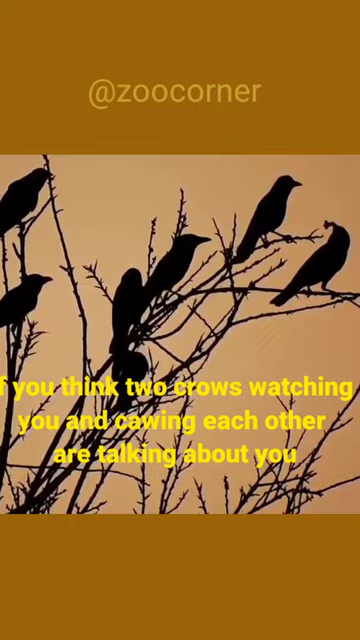 @zoocorner
f you think two crows watching
you and cawing each other
are talking about you